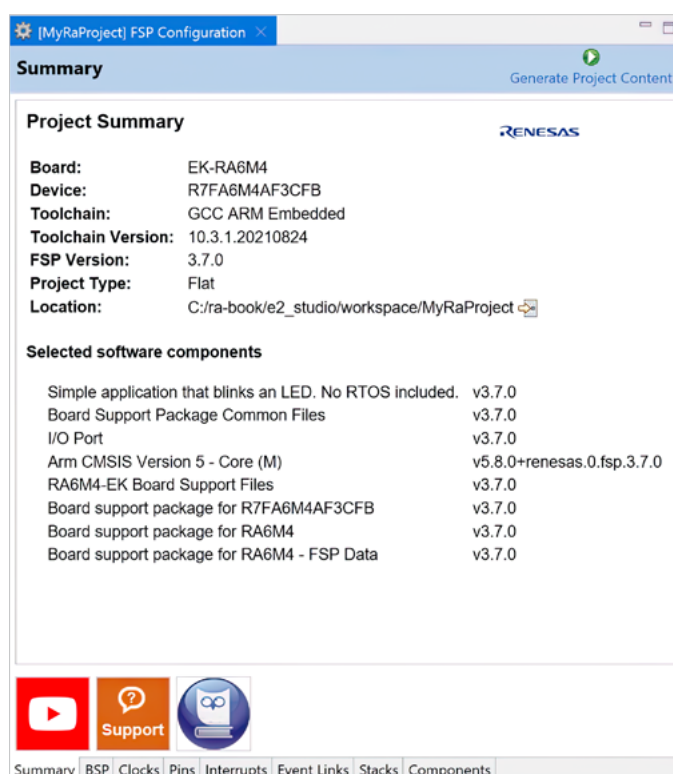 [MyRaProject] FSP Configuration
Summary
Generate Project Content
Project Summary
RENESAS
Board: EK-RA6M4
Device: R7FA6M4AF3CFB
Toolchain: GCC ARM Embedded
Toolchain Version: 10.3.1.20210824
FSP Version: 3.7.0
Project Type: Flat
Location: C:/ra-book/e2_studio/workspace/MyRaProject
Selected software components
Simple application that blinks an LED. No RTOS included. v3.7.0
Board Support Package Common Files v3.7.0
I/O Port v3.7.0
Arm CMSIS Version 5 - Core (M) v5.8.0+renesas.0.fsp.3.7.0
RA6M4-EK Board Support Files v3.7.0
Board support package for R7FA6M4AF3CFB v3.7.0
Board support package for RA6M4 v3.7.0
Board support package for RA6M4 - FSP Data v3.7.0
Support
Summary BSP Clocks Pins Interrupts Event Links Stacks Components